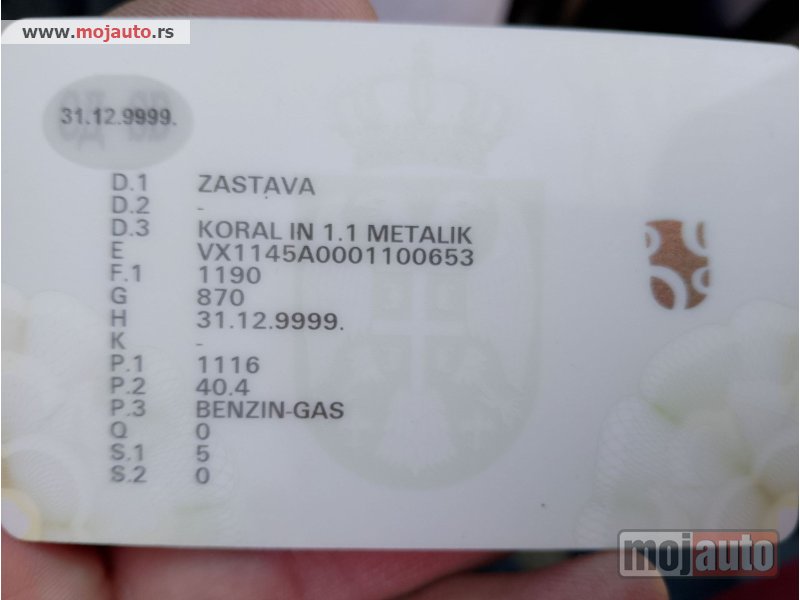 www.mojauto.rs
31.12.9999.
D.1 ZASTAVA
D.2 -
D.3 KORAL IN 1.1 METALIK
E VX1145A0001100653
F.1 1190
G 870
H 31.12.9999.
K -
P.1 1116
P.2 40.4
P.3 BENZIN-GAS
Q 0
S.1 5
S.2 0
mojauto